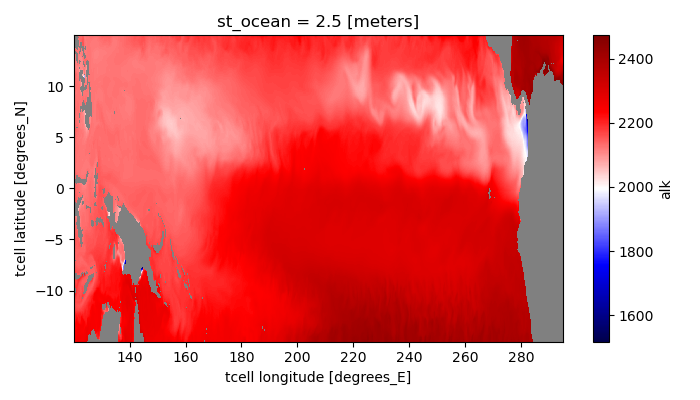 st_ocean = 2.5 [meters]
10
5
0
−5
−10
tcell latitude [degrees_N]
140 160 180 200 220 240 260 280
tcell longitude [degrees_E]
2400
2200
2000
1800
1600
alk